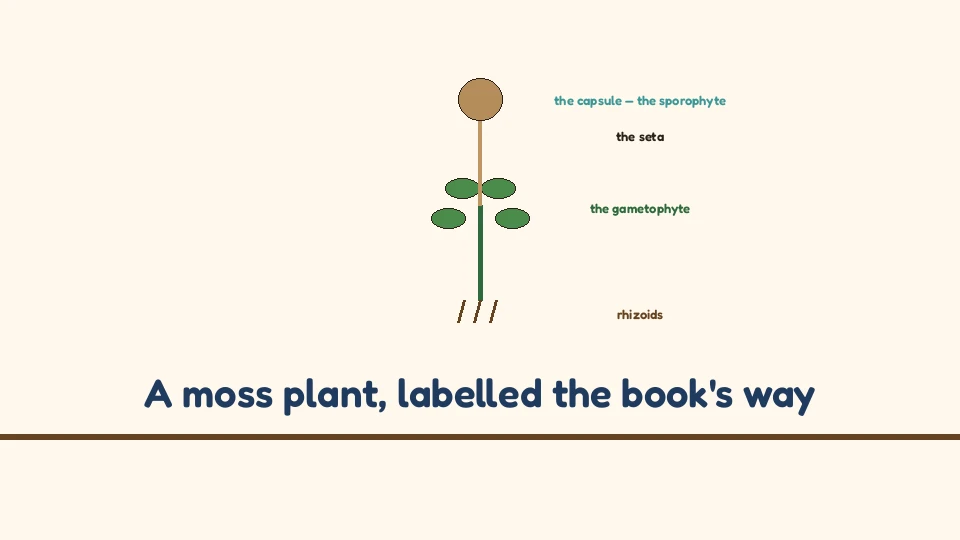 the capsule – the sporophyte
the seta
the gametophyte
rhizoids
A moss plant, labelled the book's way